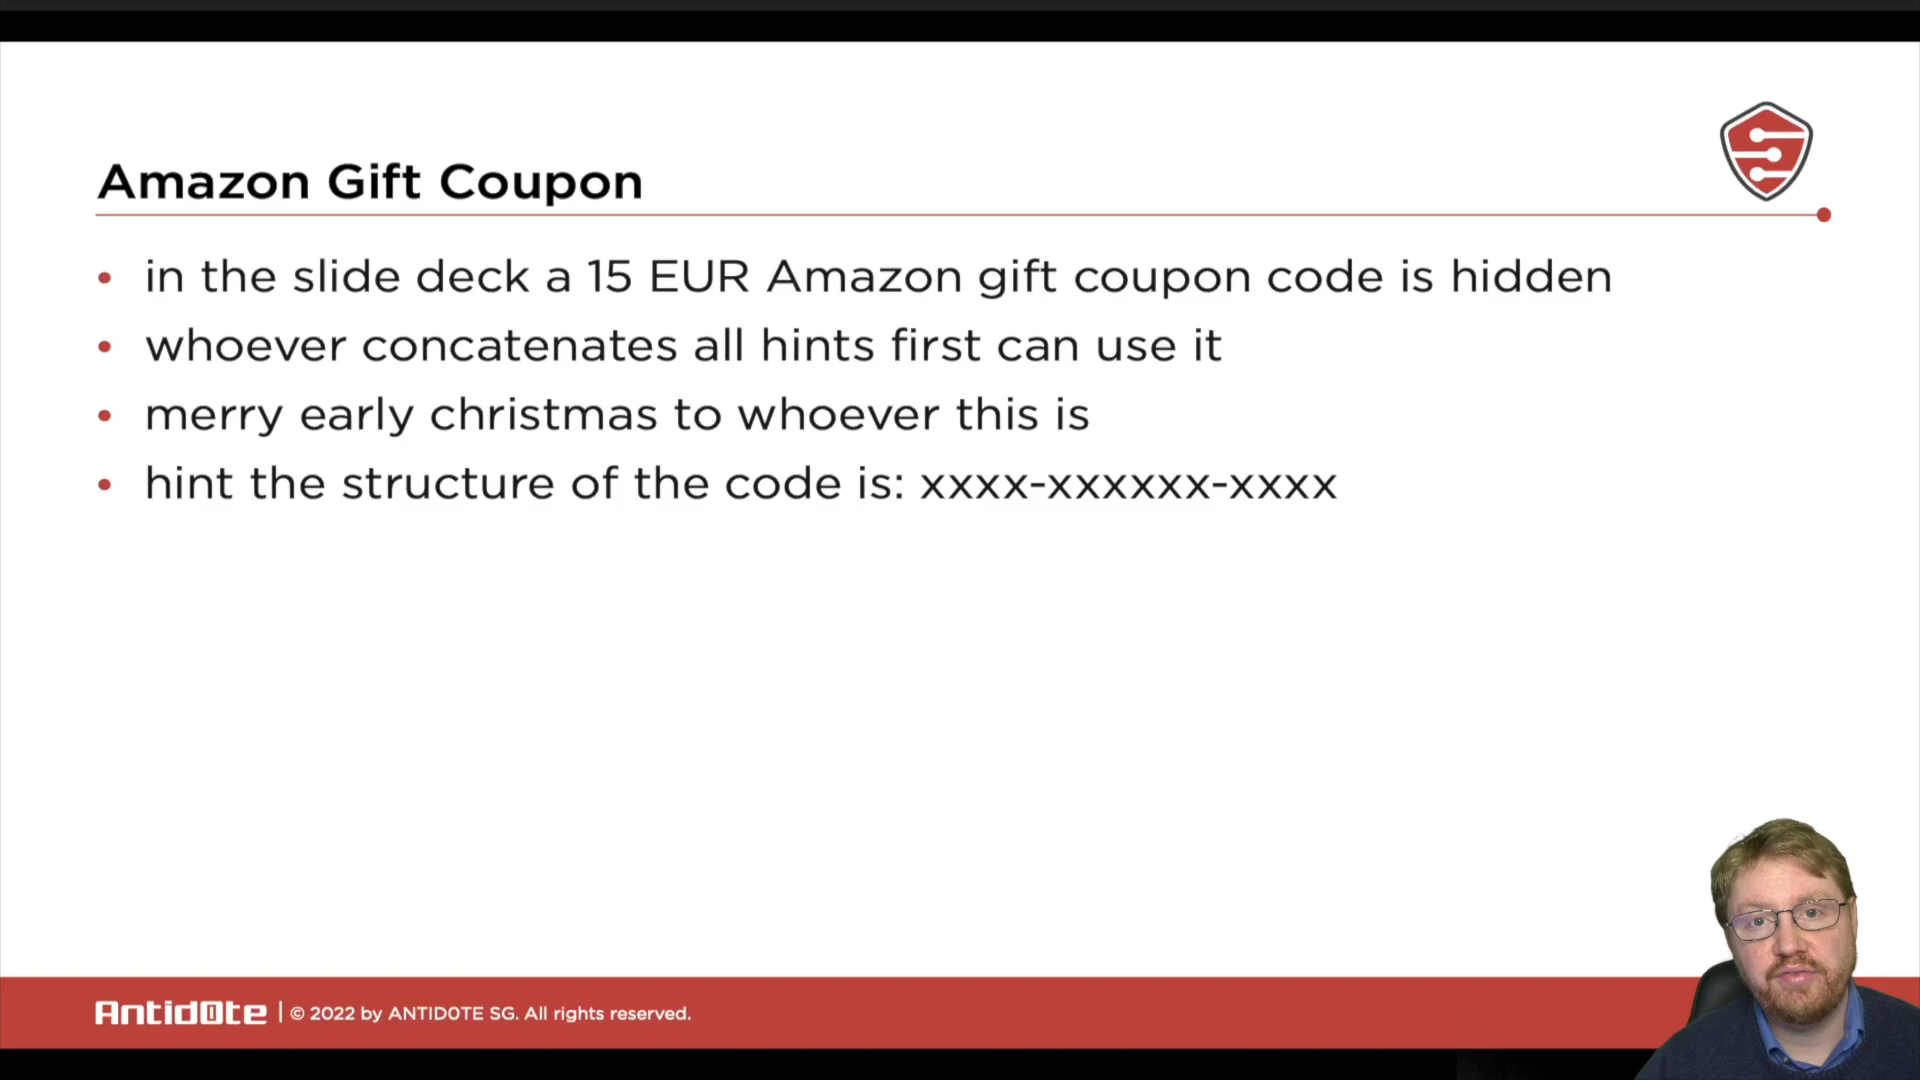 Amazon Gift Coupon
• in the slide deck a 15 EUR Amazon gift coupon code is hidden
• whoever concatenates all hints first can use it
• merry early christmas to whoever this is
• hint the structure of the code is: xxxx-xxxxxx-xxxx
Antid0te | © 2022 by ANTID0TE SG. All rights reserved.